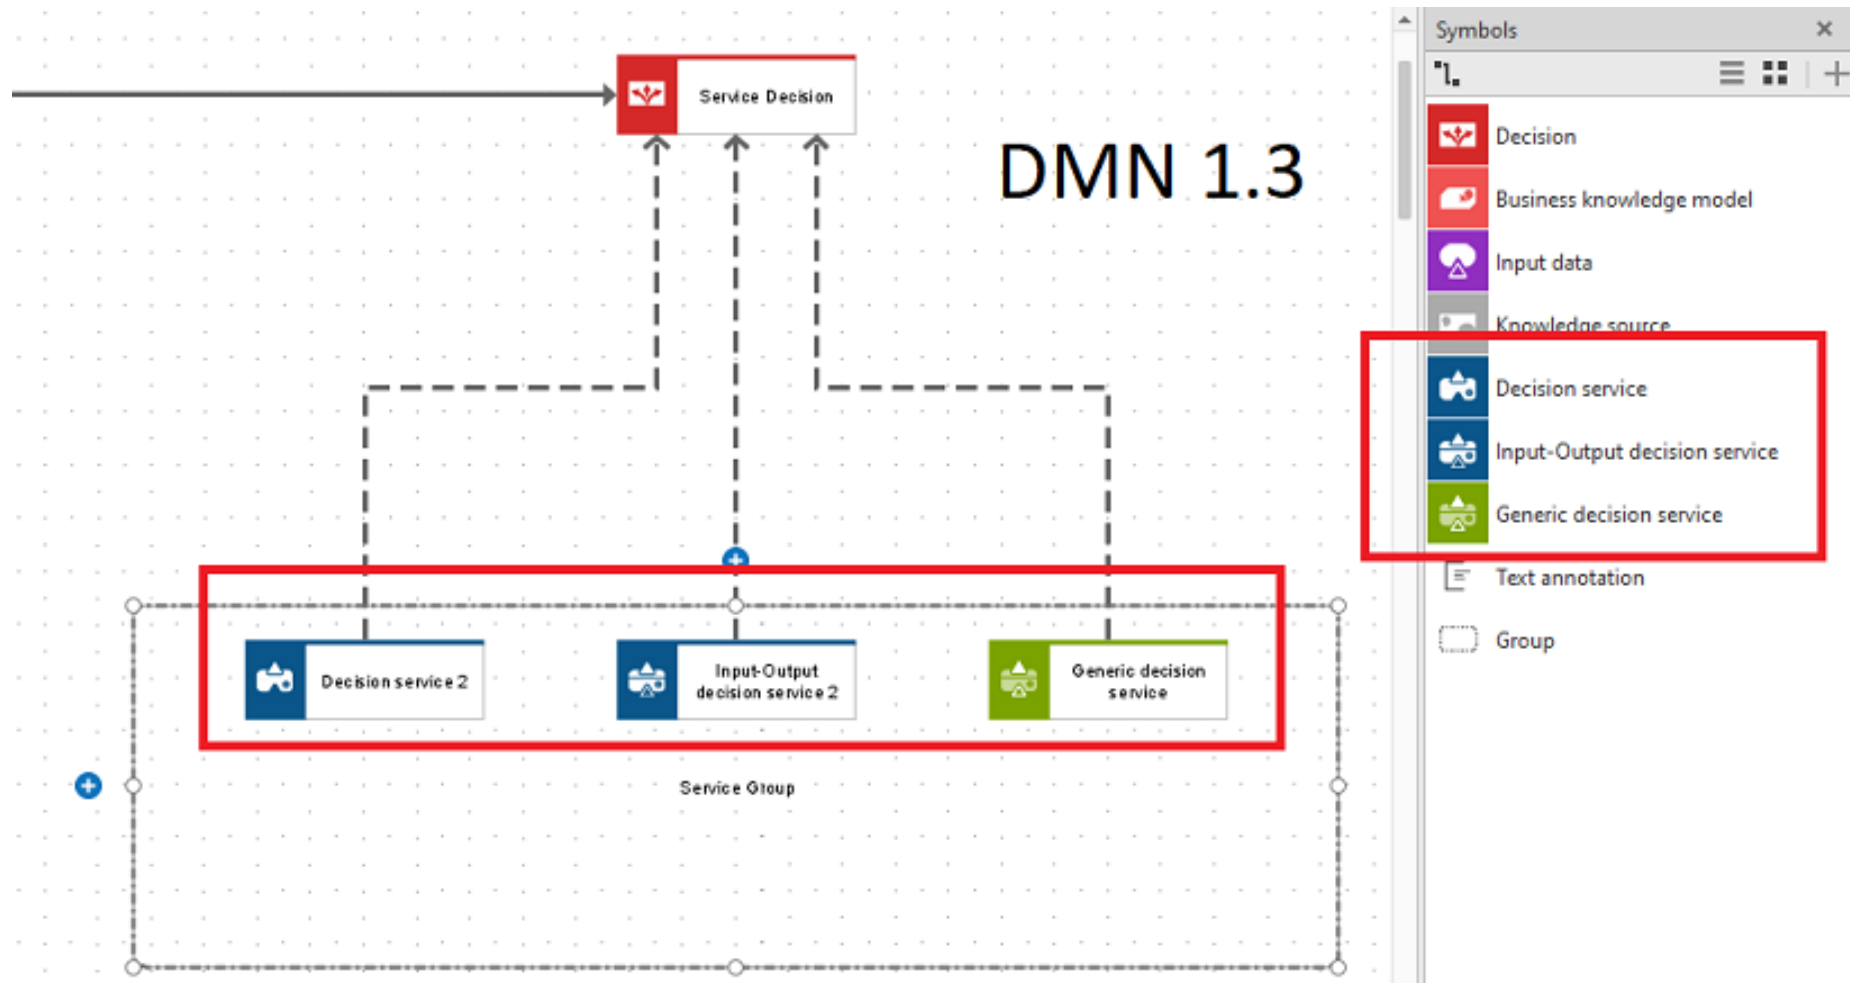 Service Decision
DMN 1.3
Decision service 2
Input-Output
decision service 2
Generic decision
service
Service Group
Symbols
Decision
Business knowledge model
Input data
Knowledge source
Decision service
Input-Output decision service
Generic decision service
Text annotation
Group